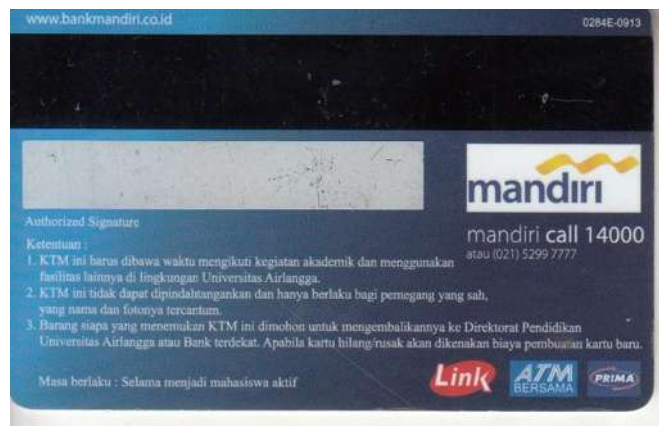 www.bankmandiri.co.id
0284E-0913
mandiri
Authorized Signature
mandiri call 14000
atau (021) 5299 7777
Ketentuan :
1. KTM ini harus dibawa waktu mengikuti kegiatan akademik dan menggunakan
fasilitas lainnya di lingkungan Universitas Airlangga.
2. KTM ini tidak dapat dipindahtangankan dan hanya berlaku bagi pemegang yang sah,
yang nama dan fotonya tercantum.
3. Barang siapa yang menemukan KTM ini dimohon untuk mengembalikannya ke Direktorat Pendidikan
Universitas Airlangga atau Bank terdekat. Apabila kartu hilang/rusak akan dikenakan biaya pembuatan kartu baru.
Masa berlaku : Selama menjadi mahasiswa aktif
Link
ATM
BERSAMA
PRIMA